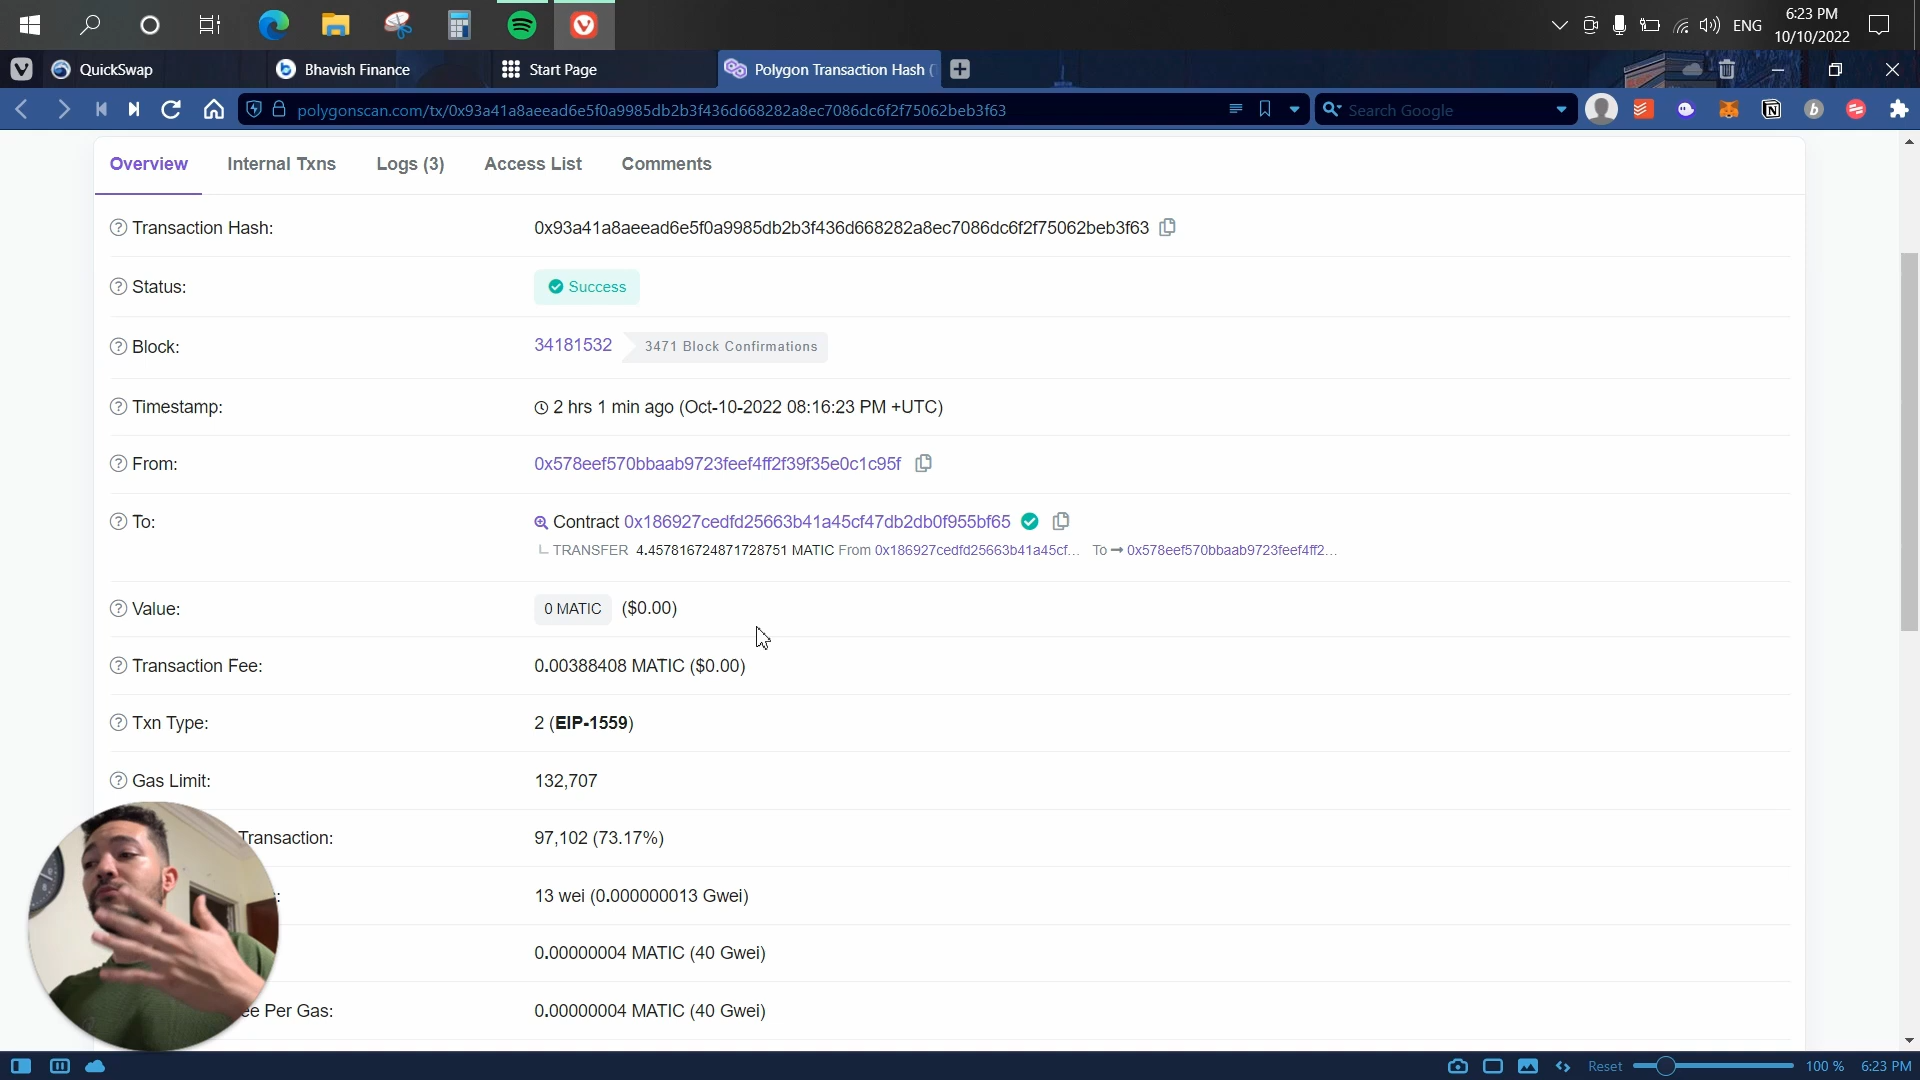 ENG
6:23 PM
10/10/2022
QuickSwap
Bhavish Finance
Start Page
Polygon Transaction Hash (
polygonscan.com/tx/0x93a41a8aeead6e5f0a9985db2b3f436d668282a8ec7086dc6f2f75062beb3f63
Search Google
Overview
Internal Txns
Logs (3)
Access List
Comments
Transaction Hash:
0x93a41a8aeead6e5f0a9985db2b3f436d668282a8ec7086dc6f2f75062beb3f63
Status:
Success
Block:
34181532
3471 Block Confirmations
Timestamp:
2 hrs 1 min ago (Oct-10-2022 08:16:23 PM +UTC)
From:
0x578eef570bbaab9723feef4ff2f39f35e0c1c95f
To:
Contract 0x186927cedfd25663b41a45cf47db2db0f955bf65
TRANSFER 4.457816724871728751 MATIC From 0x186927cedfd25663b41a45cf... To → 0x578eef570bbaab9723feef4ff2...
Value:
0 MATIC ($0.00)
Transaction Fee:
0.00388408 MATIC ($0.00)
Txn Type:
2 (EIP-1559)
Gas Limit:
132,707
Transaction:
97,102 (73.17%)
:
13 wei (0.000000013 Gwei)
0.00000004 MATIC (40 Gwei)
ee Per Gas:
0.00000004 MATIC (40 Gwei)
Reset
100 %
6:23 PM